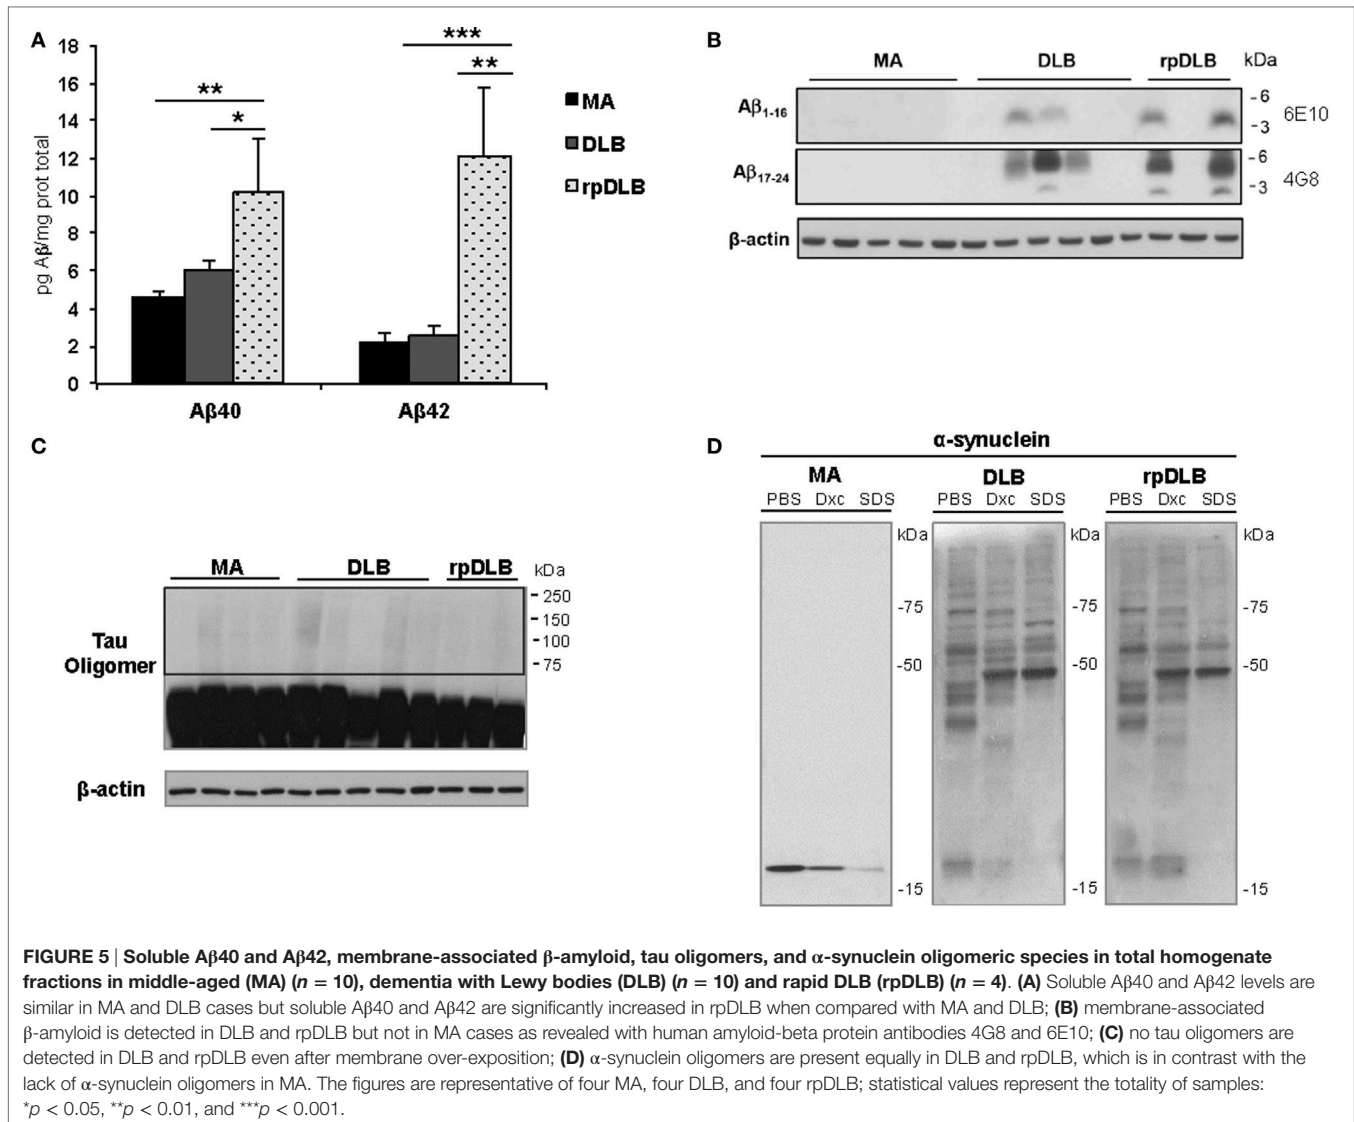 A
18
16
14
12
10
8
6
4
2
0
pg Aβ/mg prot total
***
**
**
*
MA
DLB
rpDLB
Aβ40
Aβ42
B
MA DLB rpDLB kDa
Aβ1-16
-6
-3
6E10
Aβ17-24
-6
-3
4G8
β-actin
C
MA DLB rpDLB kDa
-250
-150
-100
-75
Tau
Oligomer
β-actin
D
α-synuclein
MA DLB rpDLB
PBS Dxc SDS PBS Dxc SDS PBS Dxc SDS
kDa kDa kDa
-75 -75 -75
-50 -50 -50
-15 -15 -15
FIGURE 5 | Soluble Aβ40 and Aβ42, membrane-associated β-amyloid, tau oligomers, and α-synuclein oligomeric species in total homogenate
fractions in middle-aged (MA) (n = 10), dementia with Lewy bodies (DLB) (n = 10) and rapid DLB (rpDLB) (n = 4). (A) Soluble Aβ40 and Aβ42 levels are
similar in MA and DLB cases but soluble Aβ40 and Aβ42 are significantly increased in rpDLB when compared with MA and DLB; (B) membrane-associated
β-amyloid is detected in DLB and rpDLB but not in MA cases as revealed with human amyloid-beta protein antibodies 4G8 and 6E10; (C) no tau oligomers are
detected in DLB and rpDLB even after membrane over-exposition; (D) α-synuclein oligomers are present equally in DLB and rpDLB, which is in contrast with the
lack of α-synuclein oligomers in MA. The figures are representative of four MA, four DLB, and four rpDLB; statistical values represent the totality of samples:
*p < 0.05, **p < 0.01, and ***p < 0.001.